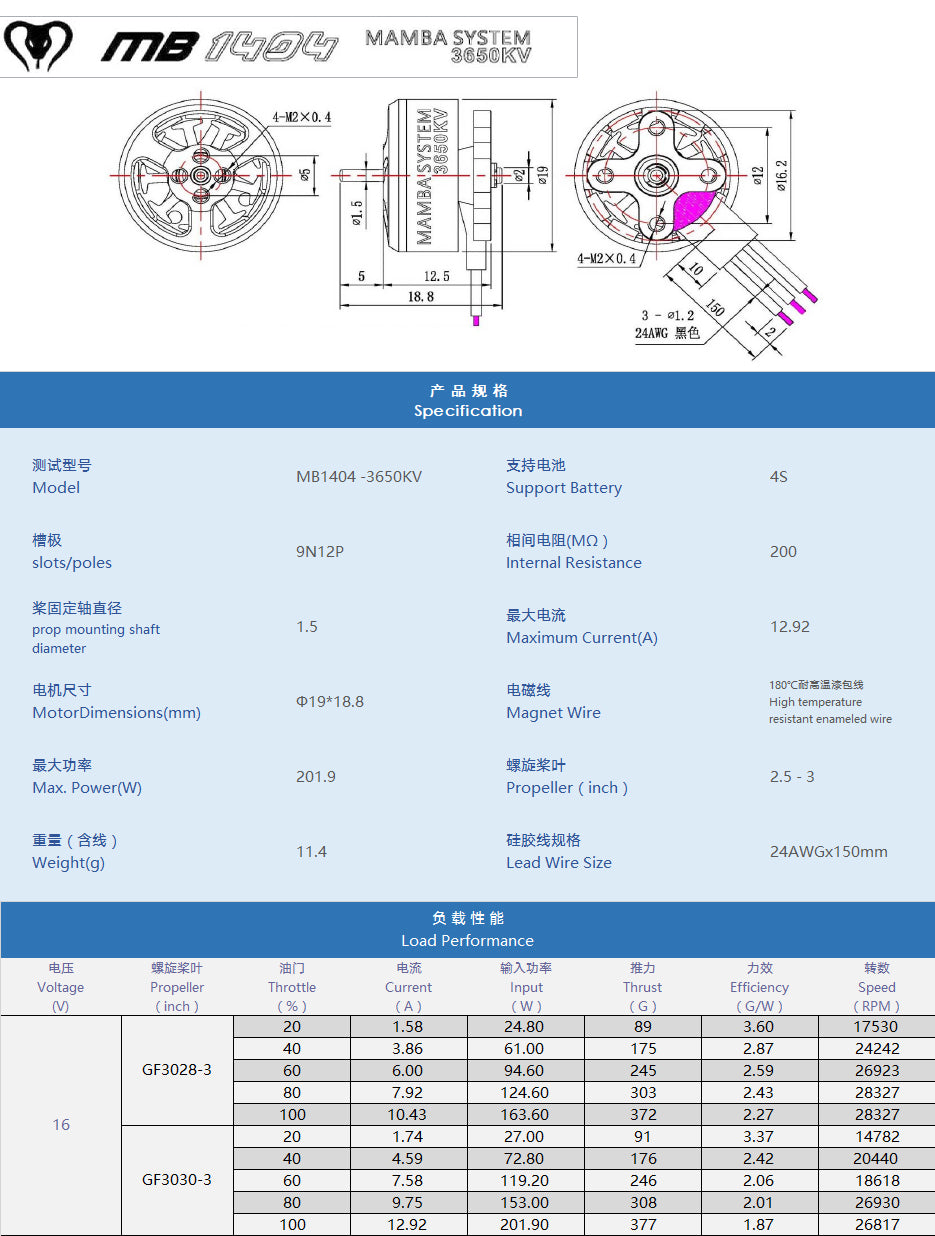 MB 1404 MAMBA SYSTEM
3650KV
4-M2×0.4
ø5
ø1.5
MAMBA SYSTEM
3650KV
ø2
ø19
5
12.5
18.8
ø12
ø16.2
4-M2×0.4
10
150
2
3 - ø1.2
24AWG 黑色
产品规格
Specification
测试型号
Model
MB1404 -3650KV
支持电池
Support Battery
4S
槽极
slots/poles
9N12P
相间电阻(MΩ)
Internal Resistance
200
桨固定轴直径
prop mounting shaft
diameter
1.5
最大电流
Maximum Current(A)
12.92
电机尺寸
MotorDimensions(mm)
Φ19*18.8
电磁线
Magnet Wire
180℃耐高温漆包线
High temperature
resistant enameled wire
最大功率
Max. Power(W)
201.9
螺旋桨叶
Propeller ( inch )
2.5 - 3
重量 ( 含线 )
Weight(g)
11.4
硅胶线规格
Lead Wire Size
24AWGx150mm
负载性能
Load Performance
电压 螺旋桨叶 油门 电流 输入功率 推力 力效 转数
Voltage Propeller Throttle Current Input Thrust Efficiency Speed
(V) ( inch ) ( % ) ( A ) ( W ) ( G ) ( G/W ) ( RPM )
16
GF3028-3
20 1.58 24.80 89 3.60 17530
40 3.86 61.00 175 2.87 24242
60 6.00 94.60 245 2.59 26923
80 7.92 124.60 303 2.43 28327
100 10.43 163.60 372 2.27 28327
GF3030-3
20 1.74 27.00 91 3.37 14782
40 4.59 72.80 176 2.42 20440
60 7.58 119.20 246 2.06 18618
80 9.75 153.00 308 2.01 26930
100 12.92 201.90 377 1.87 26817